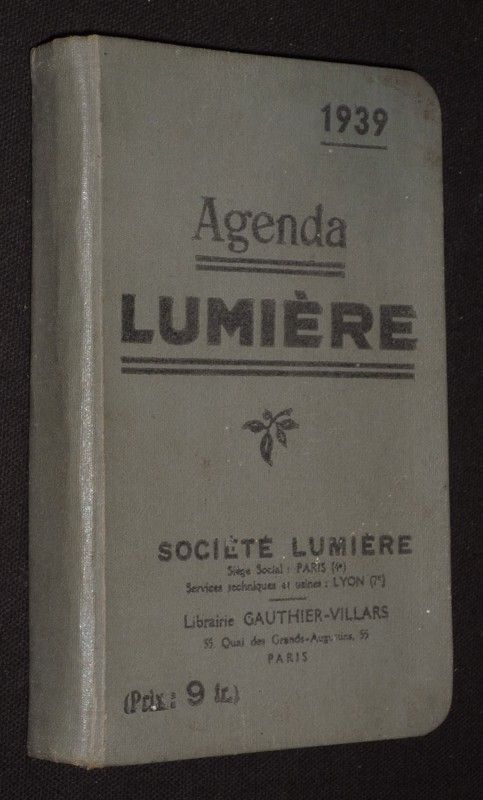 1939
Agenda
LUMIÈRE
SOCIÉTÉ LUMIÈRE
Siège Social : PARIS (4e)
Services techniques et usines : LYON (7e)
Librairie GAUTHIER-VILLARS
55, Quai des Grands-Augustins, 55
PARIS
(Prix : 9 fr.)